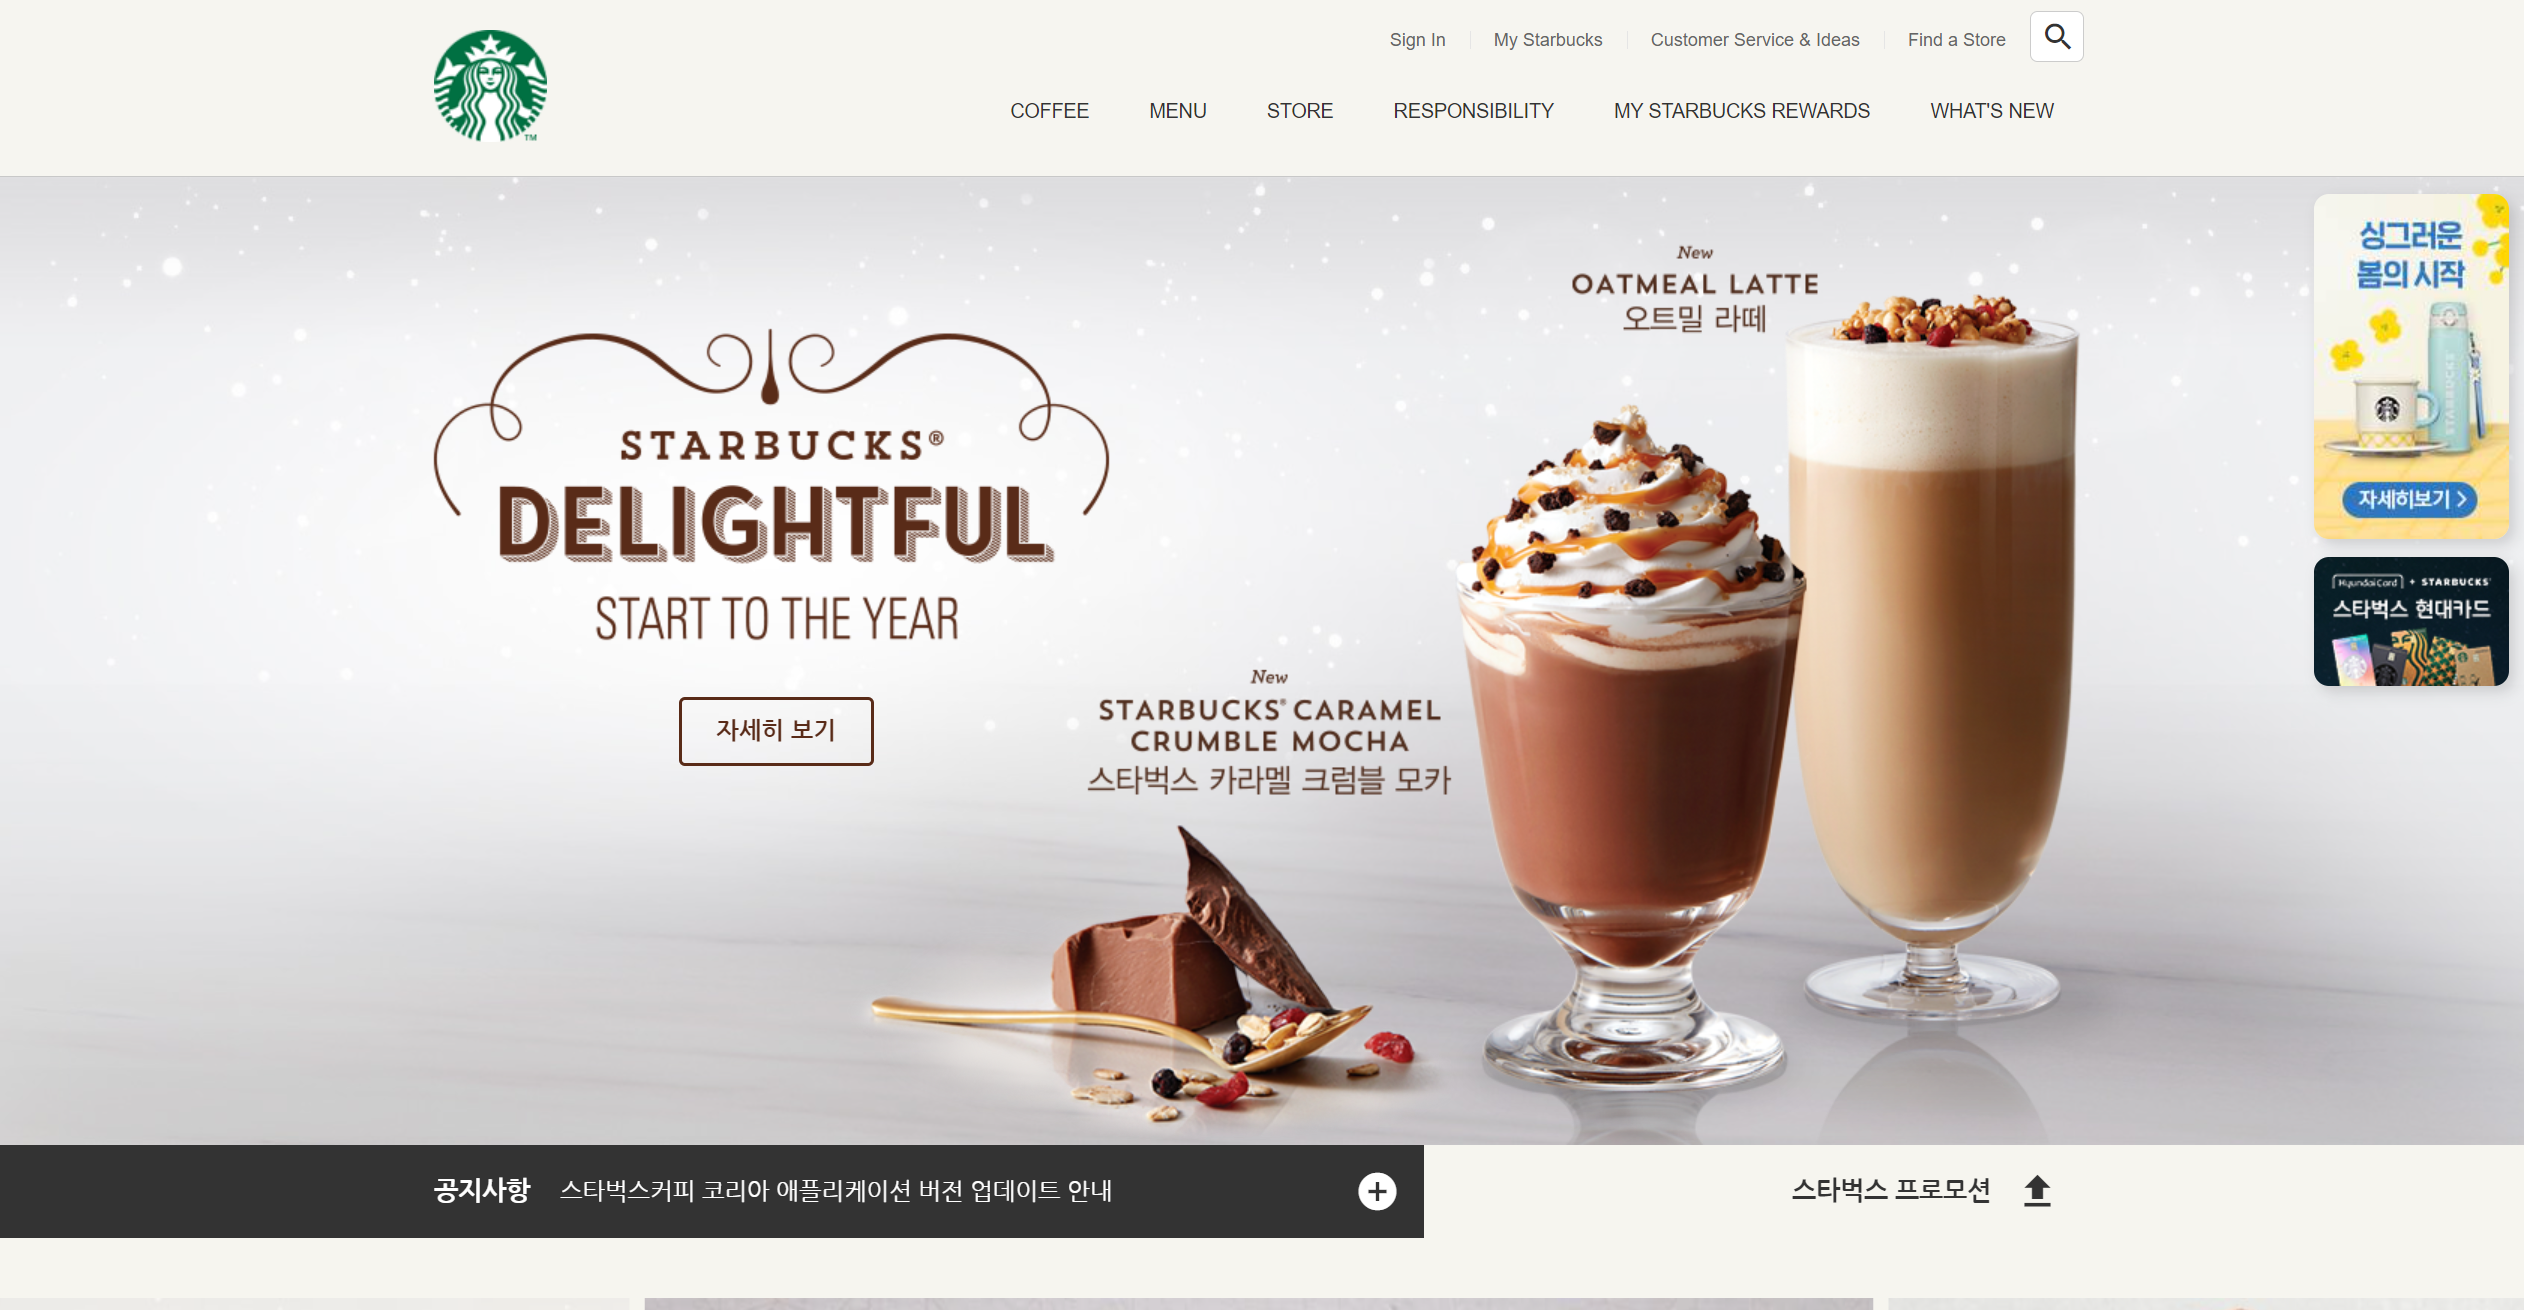 Sign In
My Starbucks
Customer Service & Ideas
Find a Store
TM
COFFEE
MENU
STORE
RESPONSIBILITY
MY STARBUCKS REWARDS
WHAT'S NEW
STARBUCKS®
DELIGHTFUL
START TO THE YEAR
자세히 보기
New
OATMEAL LATTE
오트밀 라떼
New
STARBUCKS® CARAMEL
CRUMBLE MOCHA
스타벅스 카라멜 크럼블 모카
싱그러운
봄의 시작
STARBUCKS
자세히보기 >
HyundaiCard + STARBUCKS
스타벅스 현대카드
공지사항
스타벅스커피 코리아 애플리케이션 버전 업데이트 안내
스타벅스 프로모션